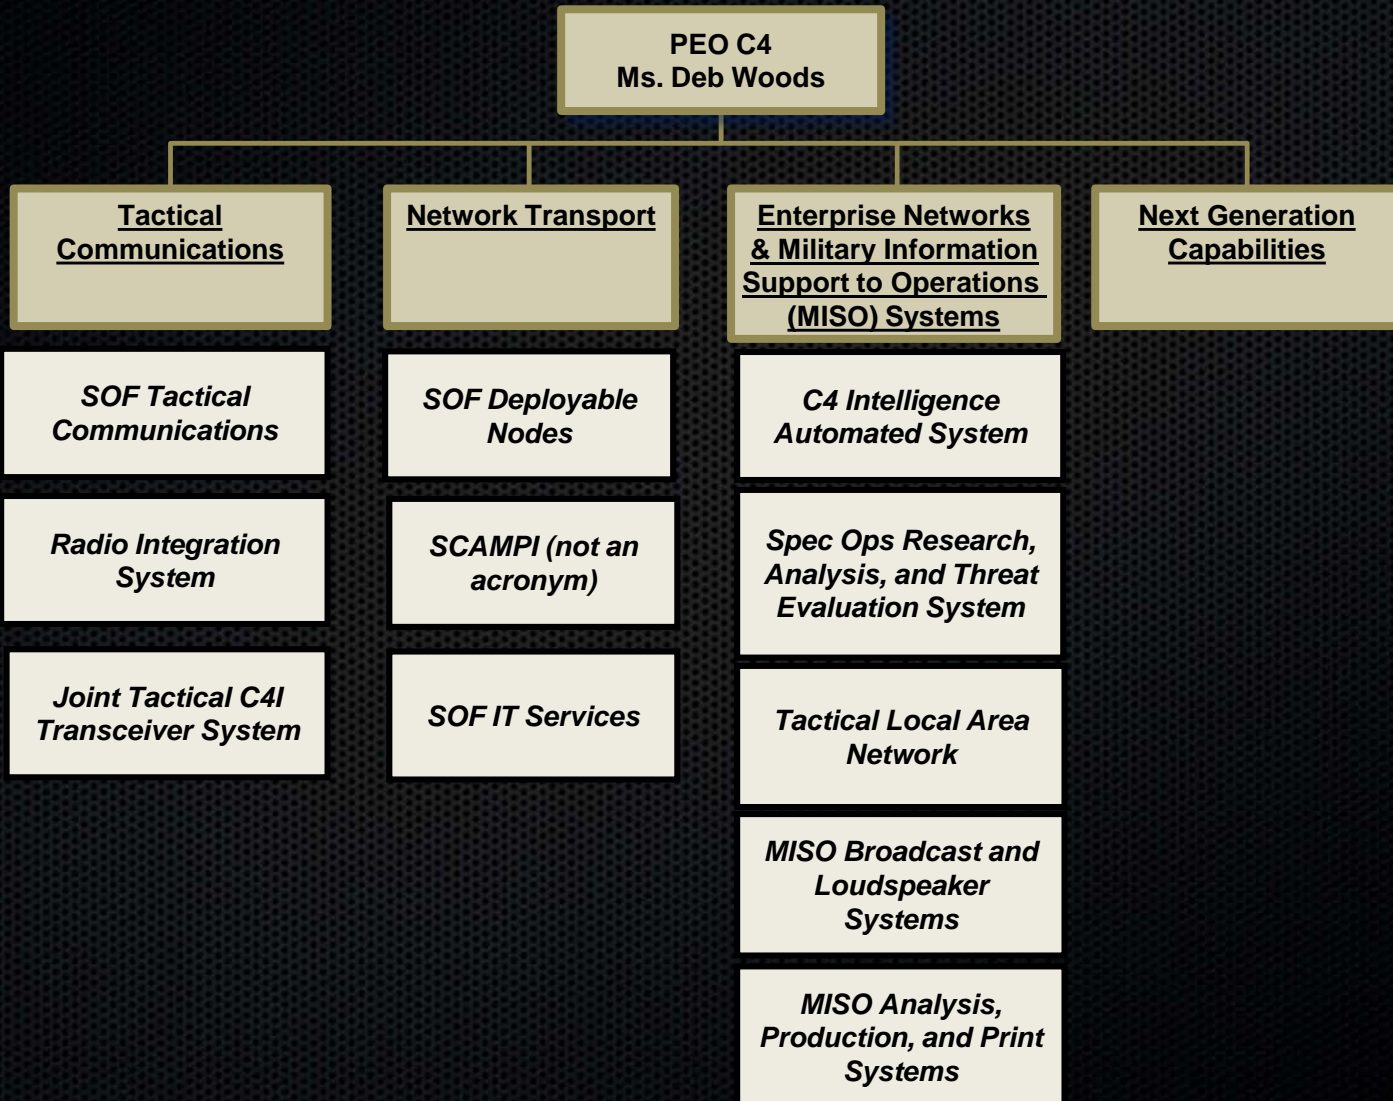 PEO C4
Ms. Deb Woods
Tactical
Communications
SOF Tactical
Communications
Radio Integration
System
Joint Tactical C4I
Transceiver System
Network Transport
SOF Deployable
Nodes
SCAMPI (not an
acronym)
SOF IT Services
Enterprise Networks
& Military Information
Support to Operations
(MISO) Systems
C4 Intelligence
Automated System
Spec Ops Research,
Analysis, and Threat
Evaluation System
Tactical Local Area
Network
MISO Broadcast and
Loudspeaker
Systems
MISO Analysis,
Production, and Print
Systems
Next Generation
Capabilities